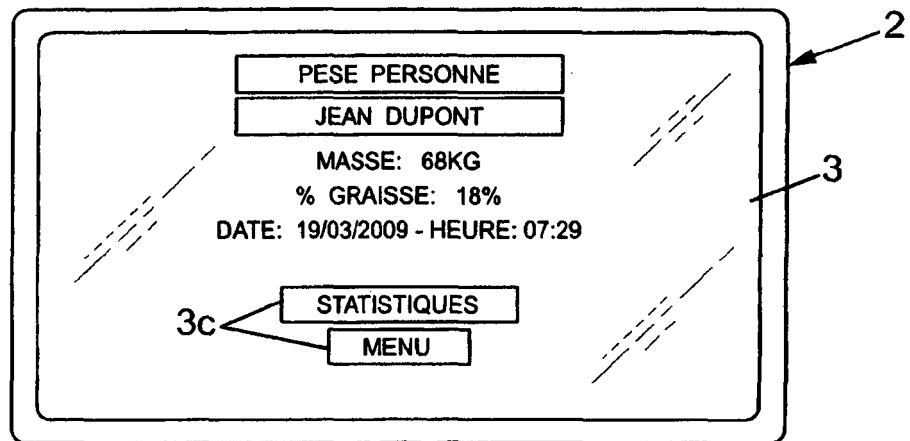 2
PESE PERSONNE
JEAN DUPONT
MASSE: 68KG
% GRAISSE: 18%
3
DATE: 19/03/2009 - HEURE: 07:29
STATISTIQUES
3c
MENU